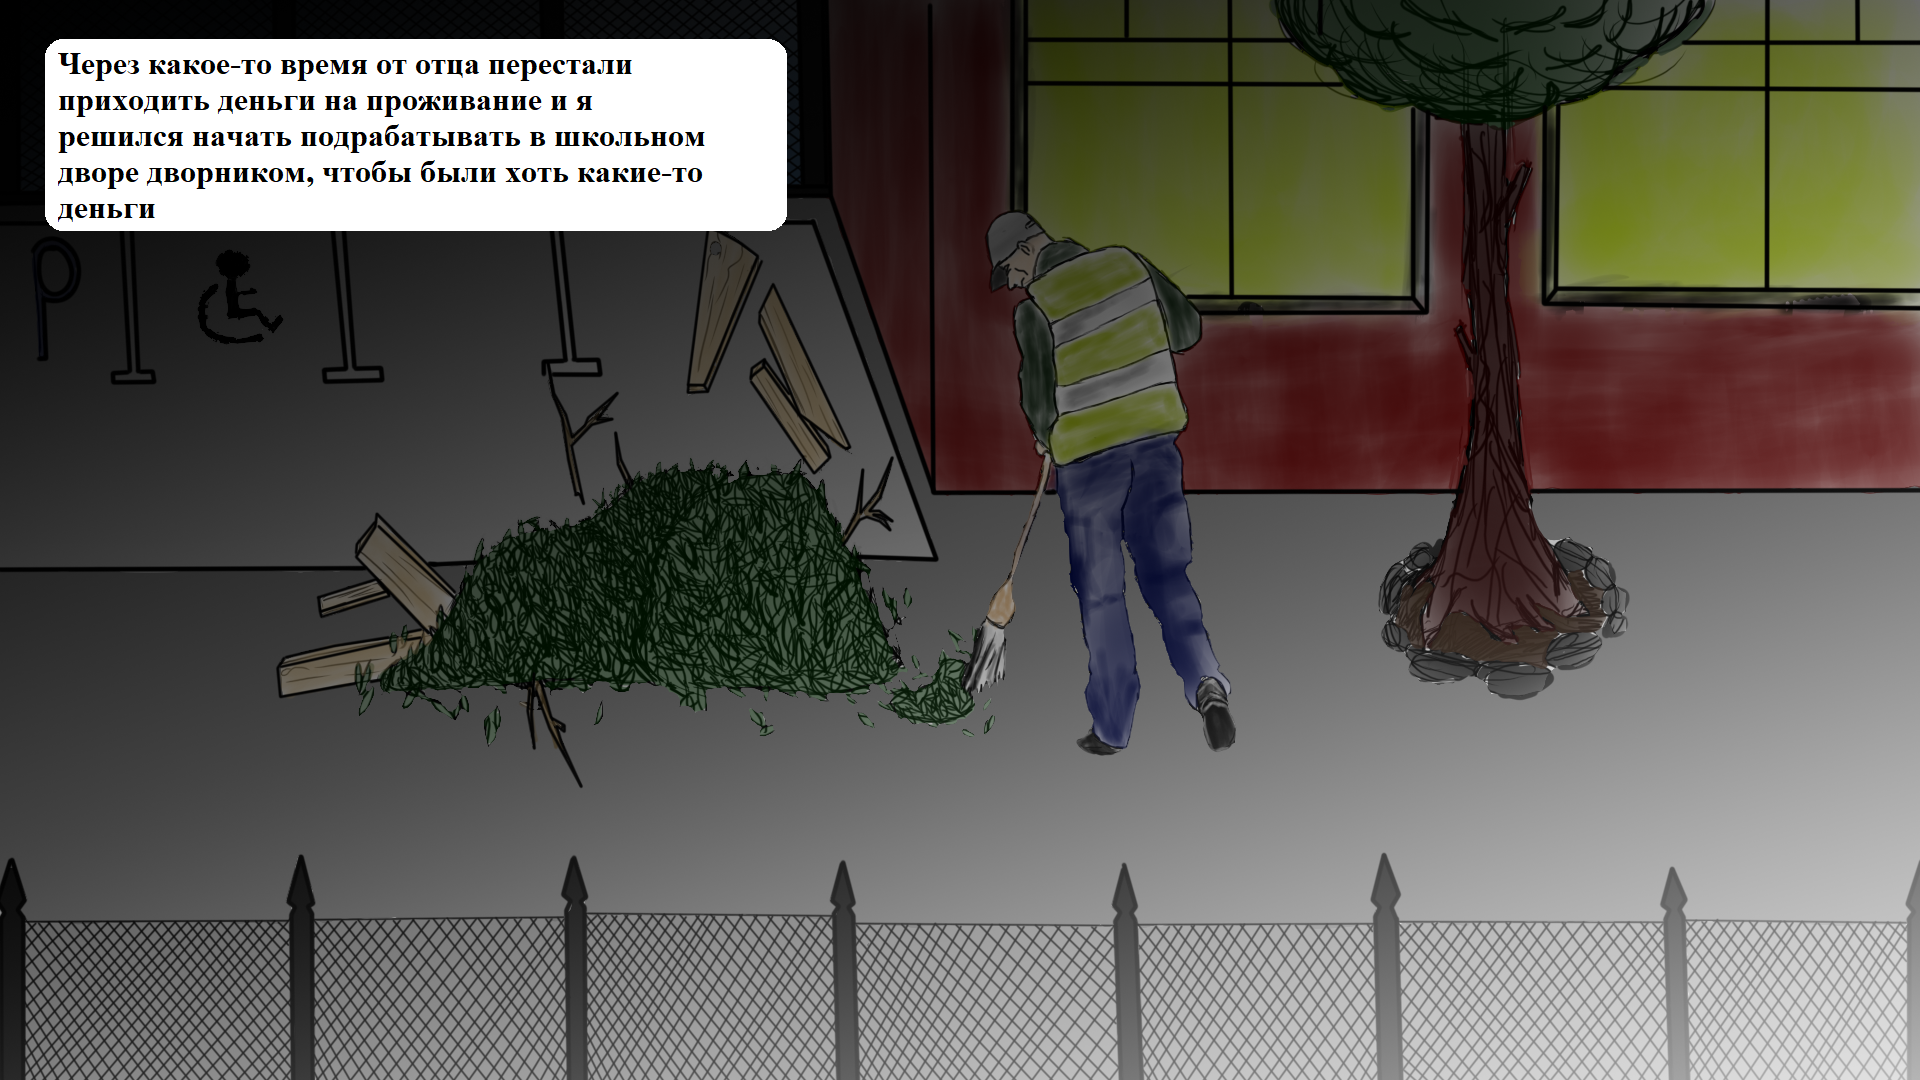 Через какое-то время от отца перестали
приходить деньги на проживание и я
решился начать подрабатывать в школьном
дворе дворником, чтобы были хоть какие-то
деньги
P